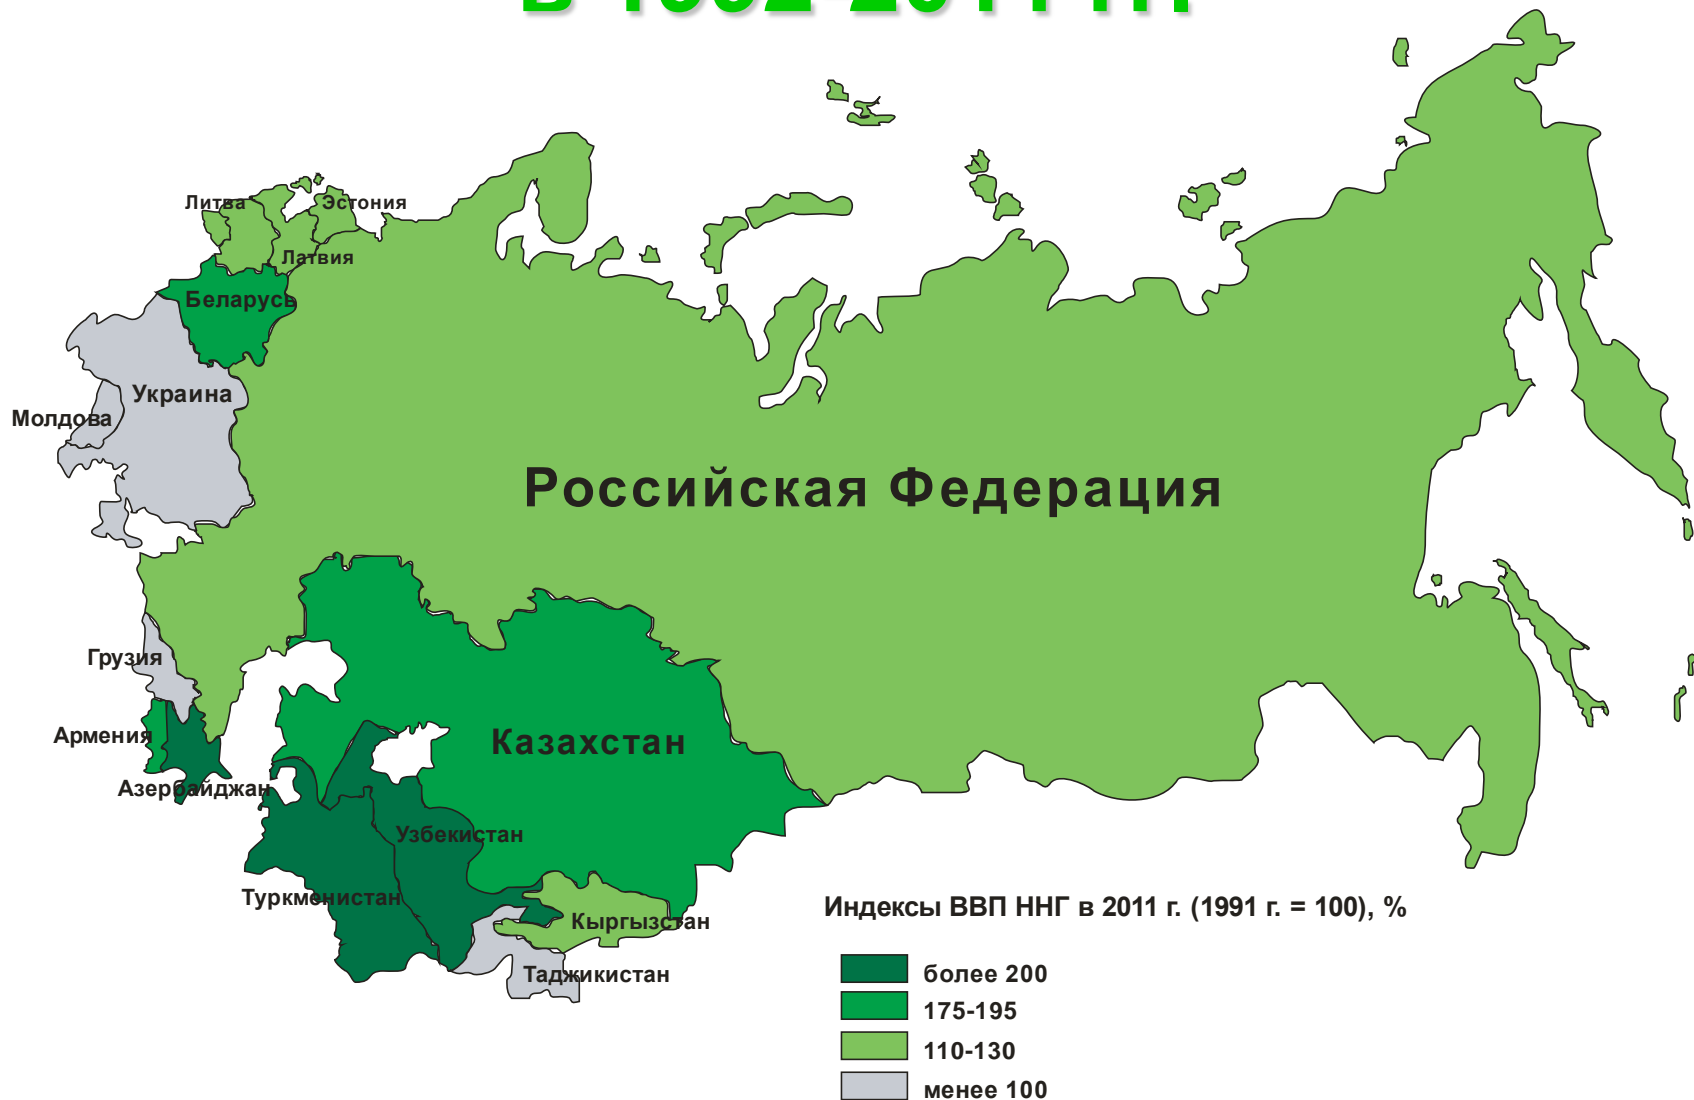 Литва
Эстония
Латвия
Беларусь
Украина
Молдова
Российская Федерация
Грузия
Армения
Казахстан
Азербайджан
Узбекистан
Туркменистан
Кыргызстан
Таджикистан
Индексы ВВП ННГ в 2011 г. (1991 г. = 100), %
более 200
175-195
110-130
менее 100